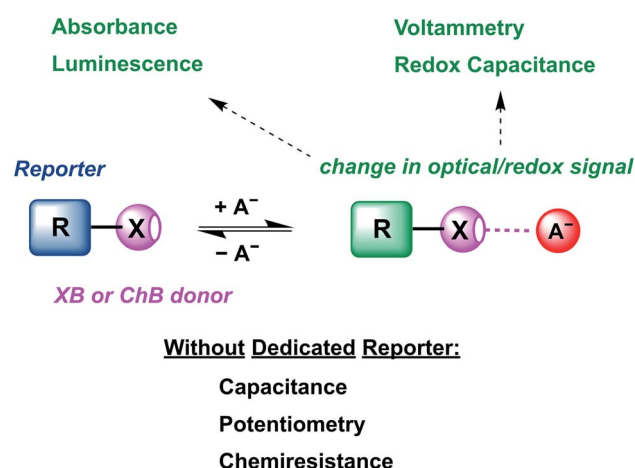 Absorbance
Luminescence
Voltammetry
Redox Capacitance
Reporter
change in optical/redox signal
R
X
+ A⁻
− A⁻
R
X
A⁻
XB or ChB donor
Without Dedicated Reporter:
Capacitance
Potentiometry
Chemiresistance